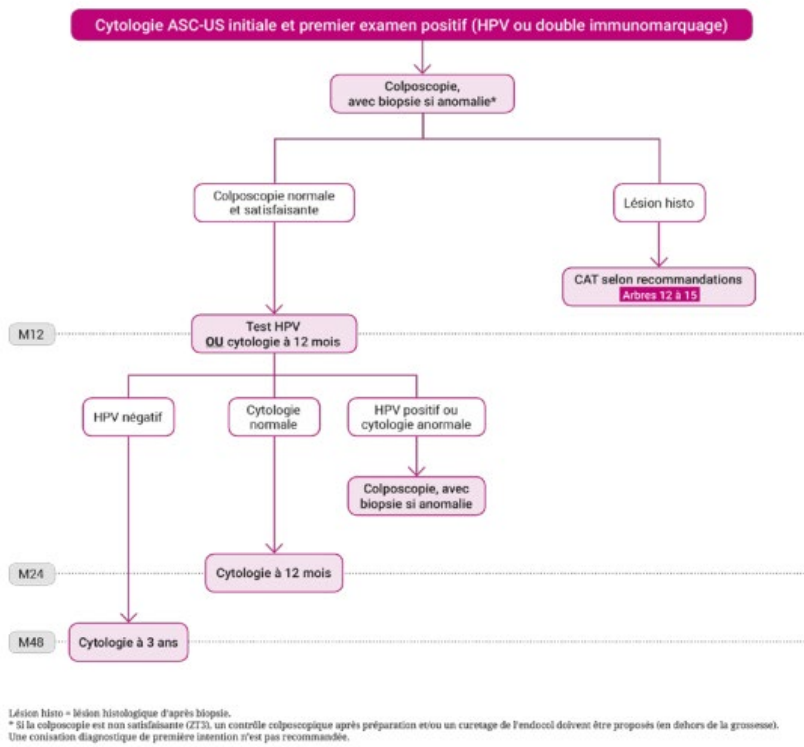 Cytologie ASC-US initiale et premier examen positif (HPV ou double immunomarquage)
Colposcopie,
avec biopsie si anomalie*
Colposcopie normale
et satisfaisante
Lésion histo
CAT selon recommandations
Arbres 12 à 15
M12
Test HPV
OU cytologie à 12 mois
HPV négatif
Cytologie
normale
HPV positif ou
cytologie anormale
Colposcopie, avec
biopsie si anomalie
M24
Cytologie à 12 mois
M48
Cytologie à 3 ans
Lésion histo = lésion histologique d'après biopsie.
* Si la colposcopie est non satisfaisante (ZT3), un contrôle colposcopique après préparation et/ou un curetage de l'endocol doivent être proposés (en dehors de la grossesse).
Une conisation diagnostique de première intention n'est pas recommandée.